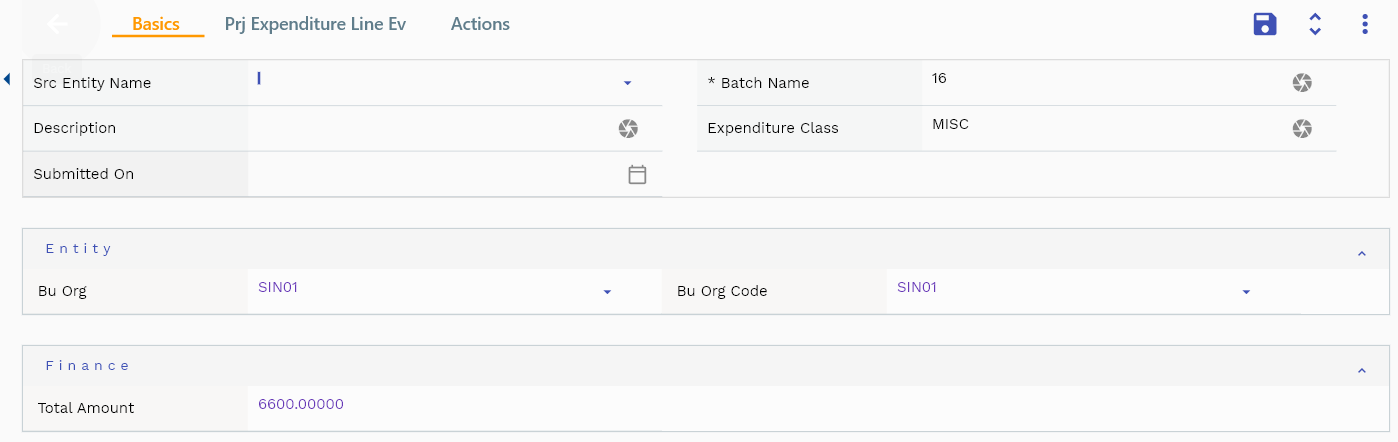 Basics Prj Expenditure Line Ev Actions
Src Entity Name * Batch Name 16
Description Expenditure Class MISC
Submitted On
Entity
Bu Org SIN01 Bu Org Code SIN01
Finance
Total Amount 6600.00000